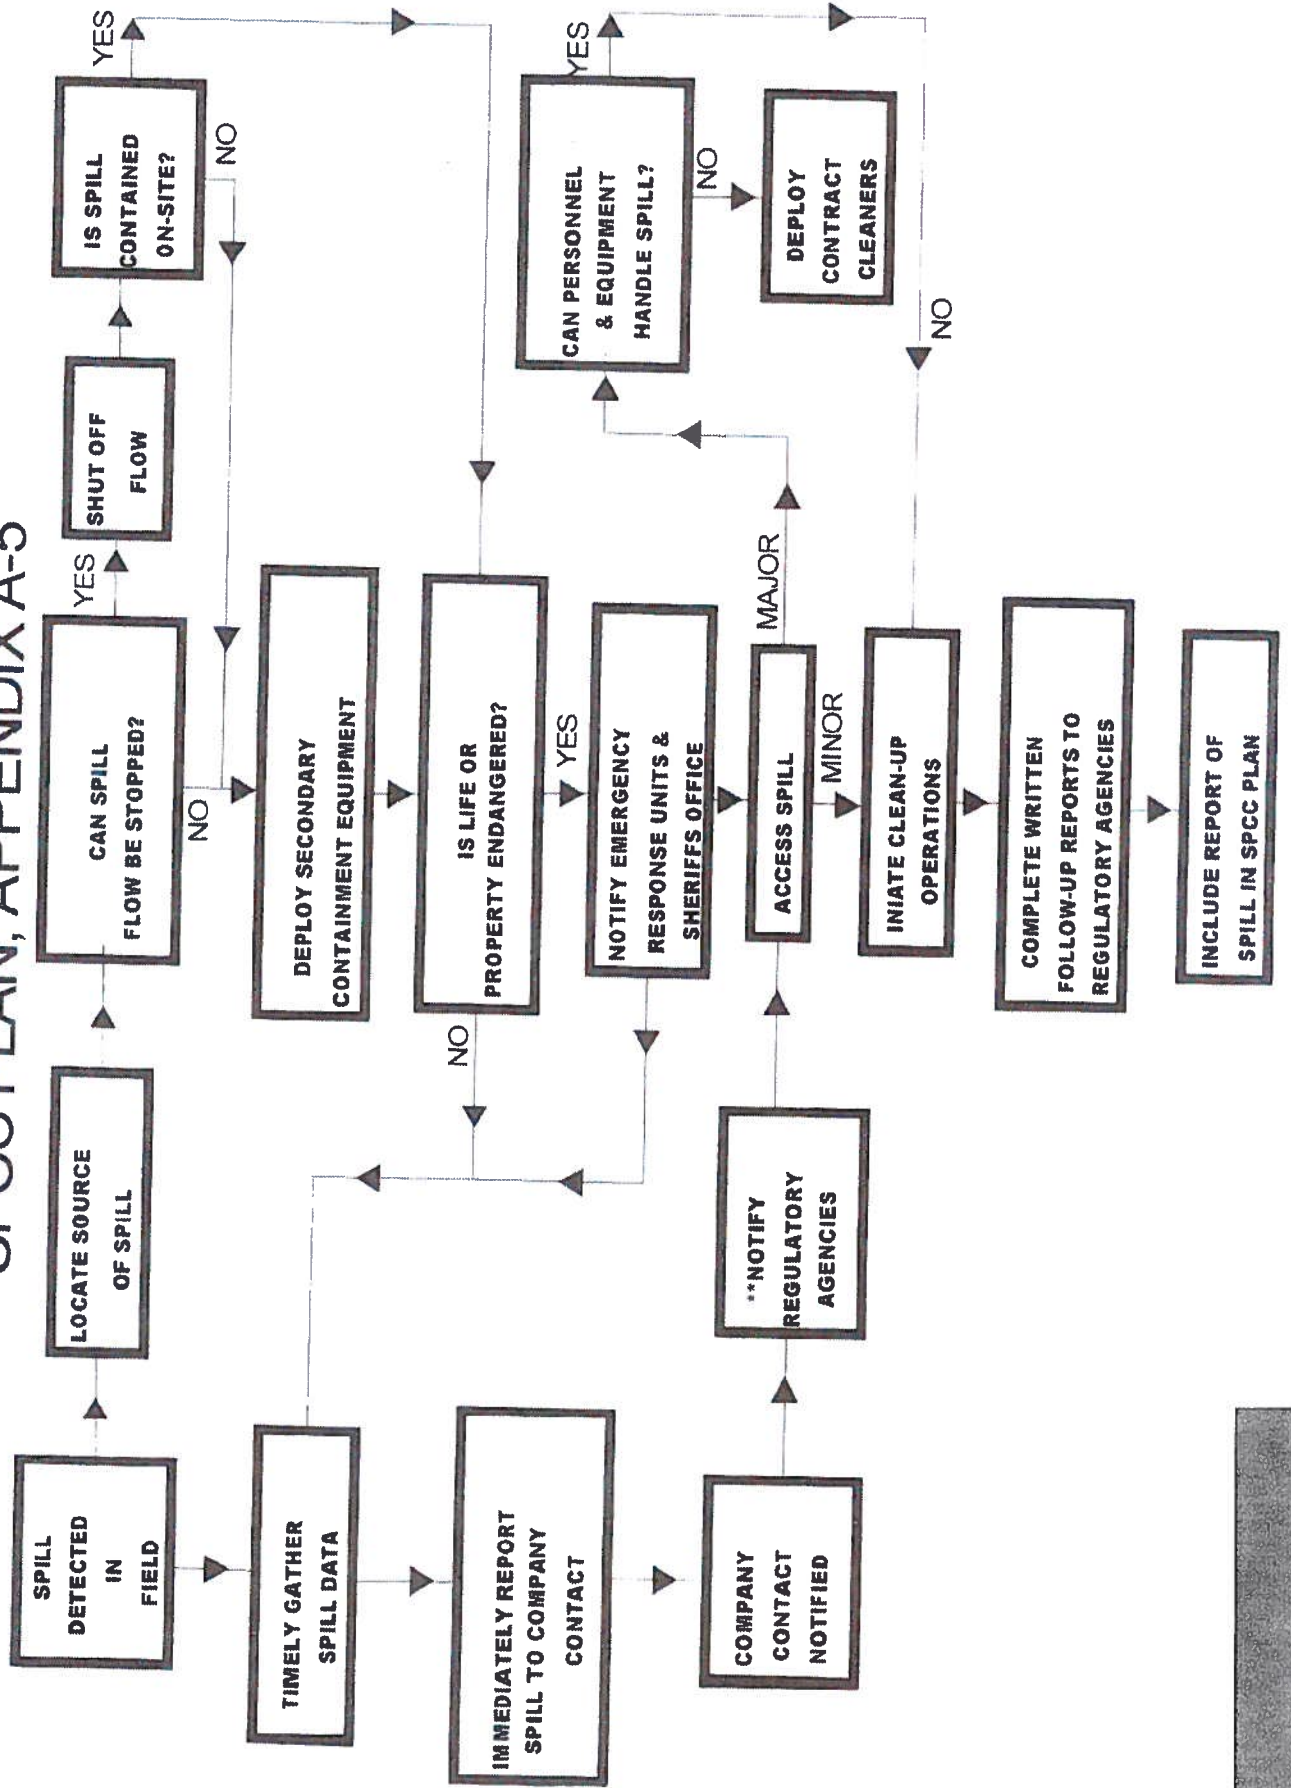 SPCC PLAN, APPENDIX A-5
SPILL
DETECTED
IN
FIELD
LOCATE SOURCE
OF SPILL
CAN SPILL
FLOW BE STOPPED?
YES
SHUT OFF
FLOW
IS SPILL
CONTAINED
ON-SITE?
YES
NO
NO
TIMELY GATHER
SPILL DATA
DEPLOY SECONDARY
CONTAINMENT EQUIPMENT
IMMEDIATELY REPORT
SPILL TO COMPANY
CONTACT
NO
IS LIFE OR
PROPERTY ENDANGERED?
YES
NOTIFY EMERGENCY
RESPONSE UNITS &
SHERIFFS OFFICE
CAN PERSONNEL
& EQUIPMENT
HANDLE SPILL?
YES
NO
COMPANY
CONTACT
NOTIFIED
**NOTIFY
REGULATORY
AGENCIES
ACCESS SPILL
MAJOR
MINOR
DEPLOY
CONTRACT
CLEANERS
INIATE CLEAN-UP
OPERATIONS
NO
COMPLETE WRITTEN
FOLLOW-UP REPORTS TO
REGULATORY AGENCIES
INCLUDE REPORT OF
SPILL IN SPCC PLAN